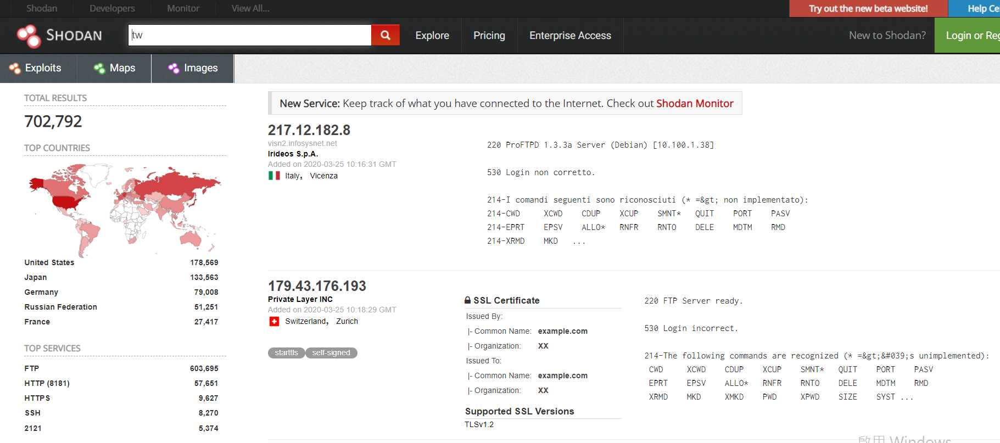 Shodan Developers Monitor View All... Try out the new beta website! Help Ce
SHODAN tw Explore Pricing Enterprise Access New to Shodan? Login or Reg
Exploits Maps Images
TOTAL RESULTS
702,792
TOP COUNTRIES
United States 178,569
Japan 133,563
Germany 79,008
Russian Federation 51,251
France 27,417
TOP SERVICES
FTP 603,695
HTTP (8181) 57,651
HTTPS 9,627
SSH 8,270
2121 5,374
New Service: Keep track of what you have connected to the Internet. Check out Shodan Monitor
217.12.182.8
visn2.infosysnet.net
Irideos S.p.A.
Added on 2020-03-25 10:16:31 GMT
Italy, Vicenza
220 ProFTPD 1.3.3a Server (Debian) [10.100.1.38]
530 Login non corretto.
214-I comandi seguenti sono riconosciuti (* =&gt; non implementato):
214-CWD XCWD CDUP XCUP SMNT* QUIT PORT PASV
214-EPRT EPSV ALLO* RNFR RNTO DELE MDTM RMD
214-XRMD MKD ...
179.43.176.193
Private Layer INC
Added on 2020-03-25 10:18:29 GMT
Switzerland, Zurich
starttls self-signed
SSL Certificate
Issued By:
|- Common Name: example.com
|- Organization: XX
Issued To:
|- Common Name: example.com
|- Organization: XX
Supported SSL Versions
TLSv1.2
220 FTP Server ready.
530 Login incorrect.
214-The following commands are recognized (* =&gt;&#039;s unimplemented):
CWD XCWD CDUP XCUP SMNT* QUIT PORT PASV
EPRT EPSV ALLO* RNFR RNTO DELE MDTM RMD
XRMD MKD XMKD PWD XPWD SIZE SYST ...
啟用 Windows